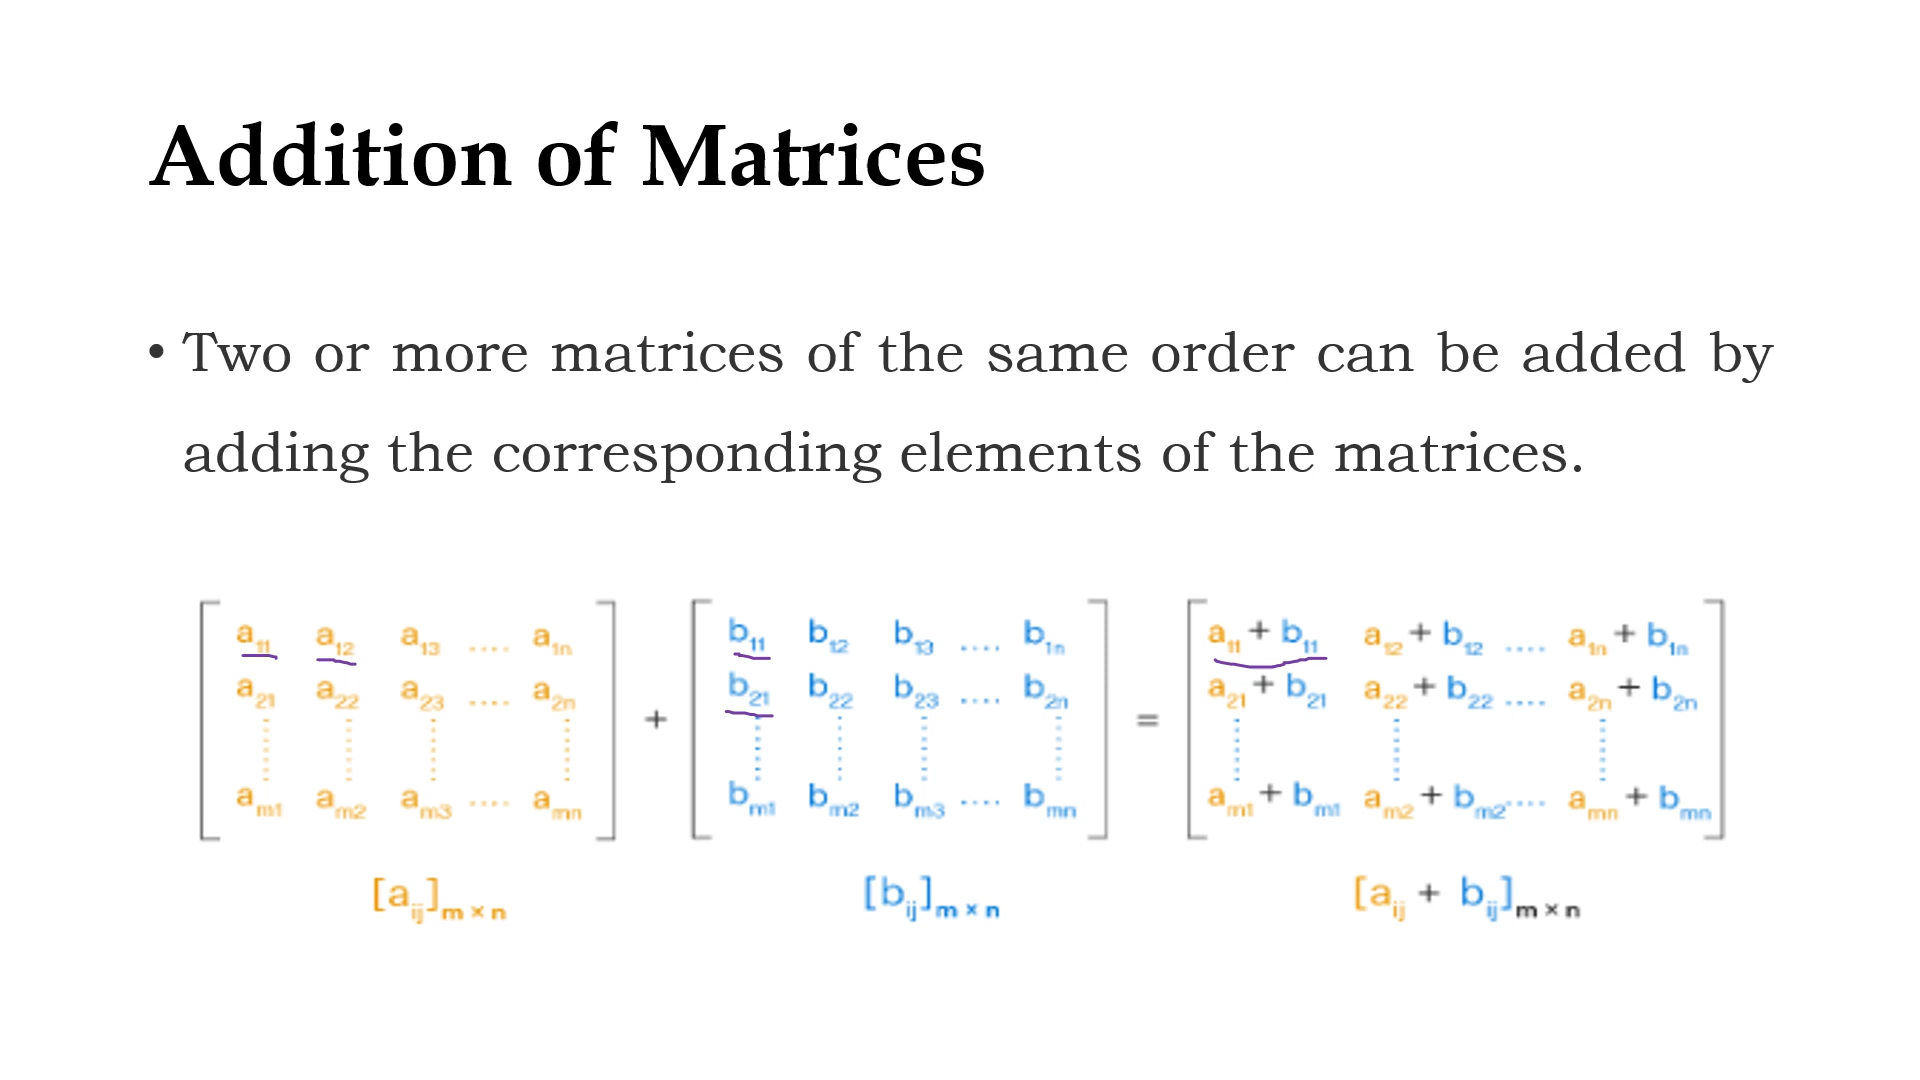 Addition of Matrices
• Two or more matrices of the same order can be added by
adding the corresponding elements of the matrices.
a11 a12 a13 .... a1n
a21 a22 a23 .... a2n
am1 am2 am3 .... amn
[aij]m × n
+
b11 b12 b13 .... b1n
b21 b22 b23 .... b2n
bm1 bm2 bm3 .... bmn
[bij]m × n
=
a11 + b11 a12 + b12 .... a1n + b1n
a21 + b21 a22 + b22 .... a2n + b2n
am1 + bm1 am2 + bm2 .... amn + bmn
[aij + bij]m × n